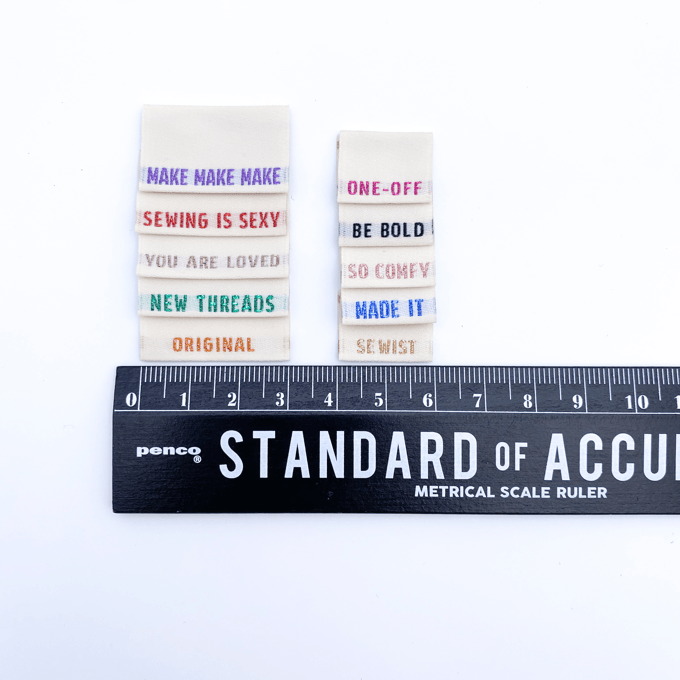 MAKE MAKE MAKE
SEWING IS SEXY
YOU ARE LOVED
NEW THREADS
ORIGINAL
ONE-OFF
BE BOLD
SO COMFY
MADE IT
SEWIST
0 1 2 3 4 5 6 7 8 9 10
penco®
STANDARD OF ACCU
METRICAL SCALE RULER